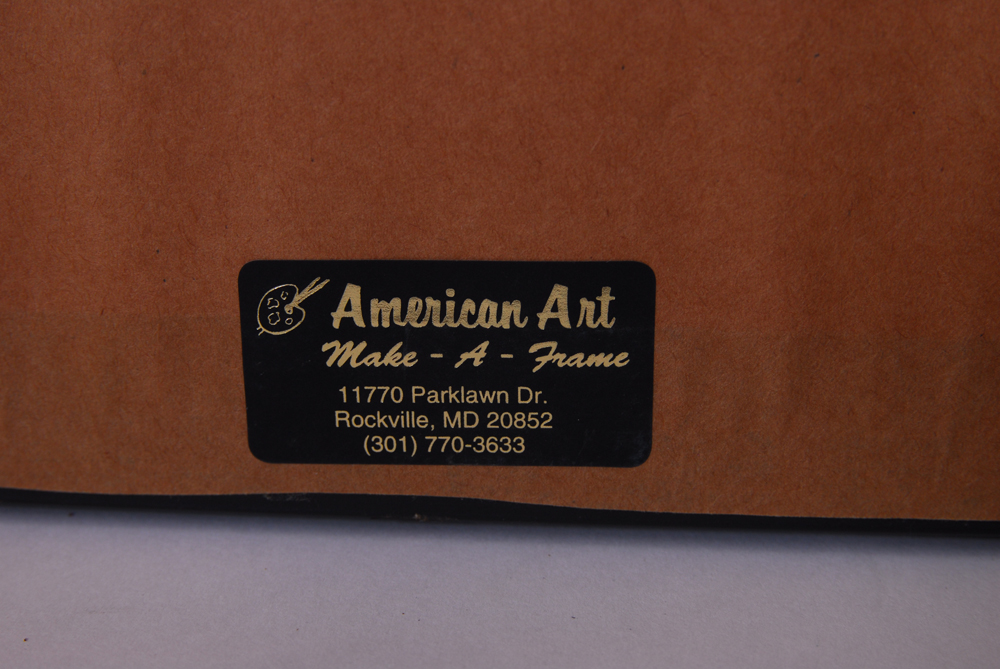 American Art
Make - A - Frame
11770 Parklawn Dr.
Rockville, MD 20852
(301) 770-3633